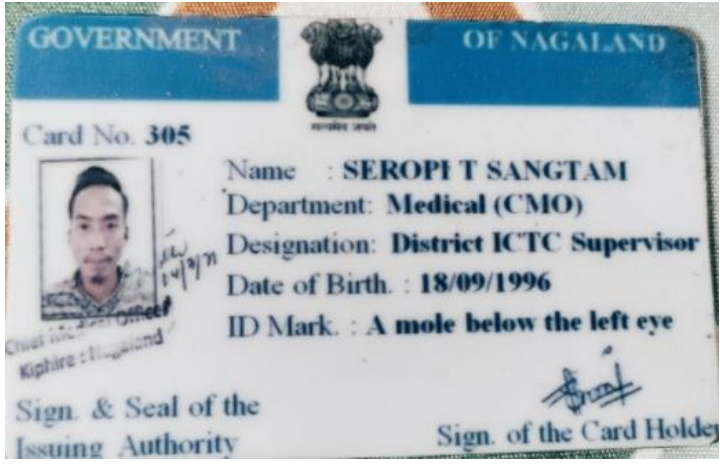 GOVERNMENT OF NAGALAND
सत्यमेव जयते
Card No. 305
Name : SEROPI T SANGTAM
Department: Medical (CMO)
Designation: District ICTC Supervisor
Date of Birth. : 18/09/1996
ID Mark. : A mole below the left eye
Chief Medical Officer
Kiphire : Nagaland
Sign. & Seal of the
Issuing Authority
Sign. of the Card Holder